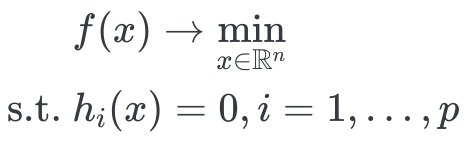 f(x) → min
x∈ℝⁿ
s.t. hᵢ(x) = 0, i = 1, …, p